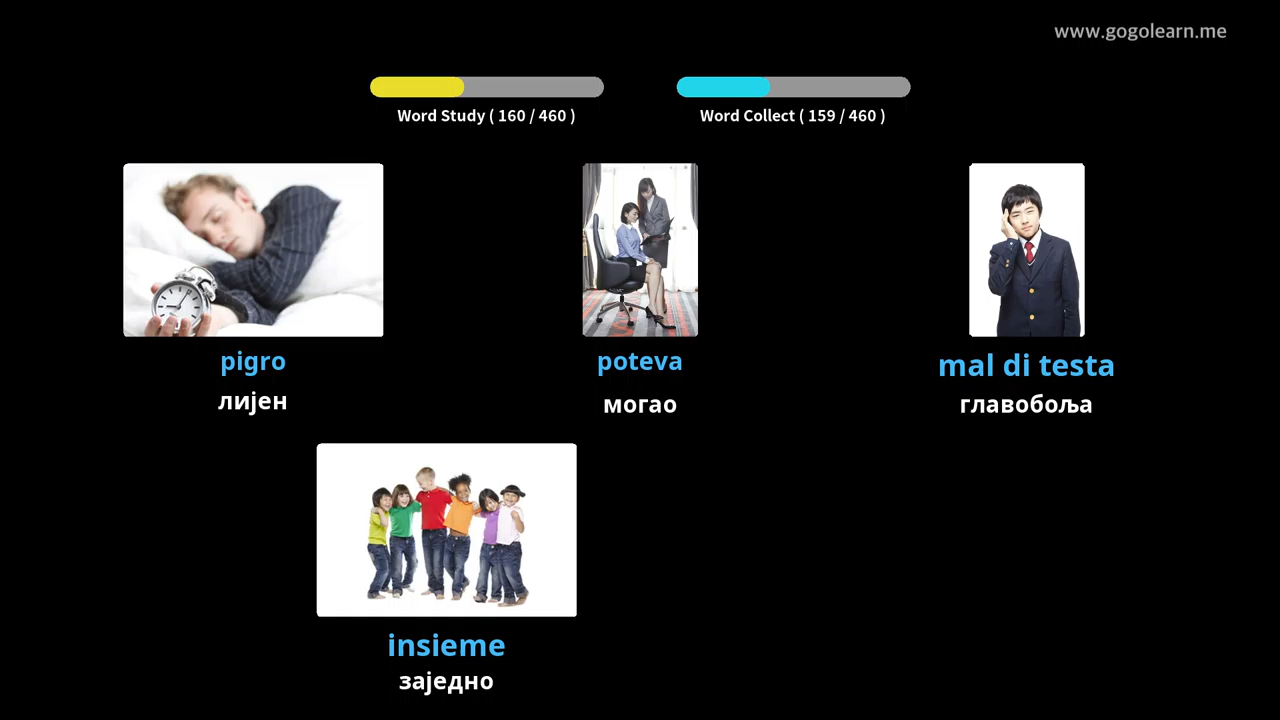 www.gogolearn.me
Word Study ( 160 / 460 )
Word Collect ( 159 / 460 )
pigro
лијен
poteva
могао
mal di testa
главобоља
insieme
заједно